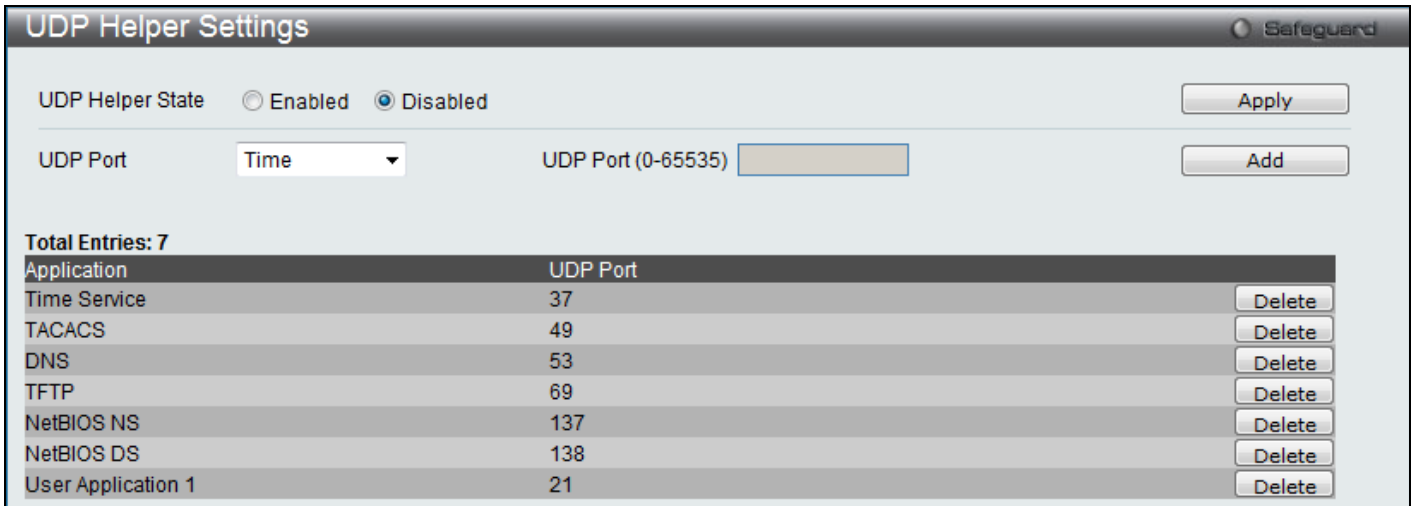 UDP Helper Settings Safeguard
UDP Helper State Enabled Disabled Apply
UDP Port Time UDP Port (0-65535) Add
Total Entries: 7
Application UDP Port
Time Service 37 Delete
TACACS 49 Delete
DNS 53 Delete
TFTP 69 Delete
NetBIOS NS 137 Delete
NetBIOS DS 138 Delete
User Application 1 21 Delete